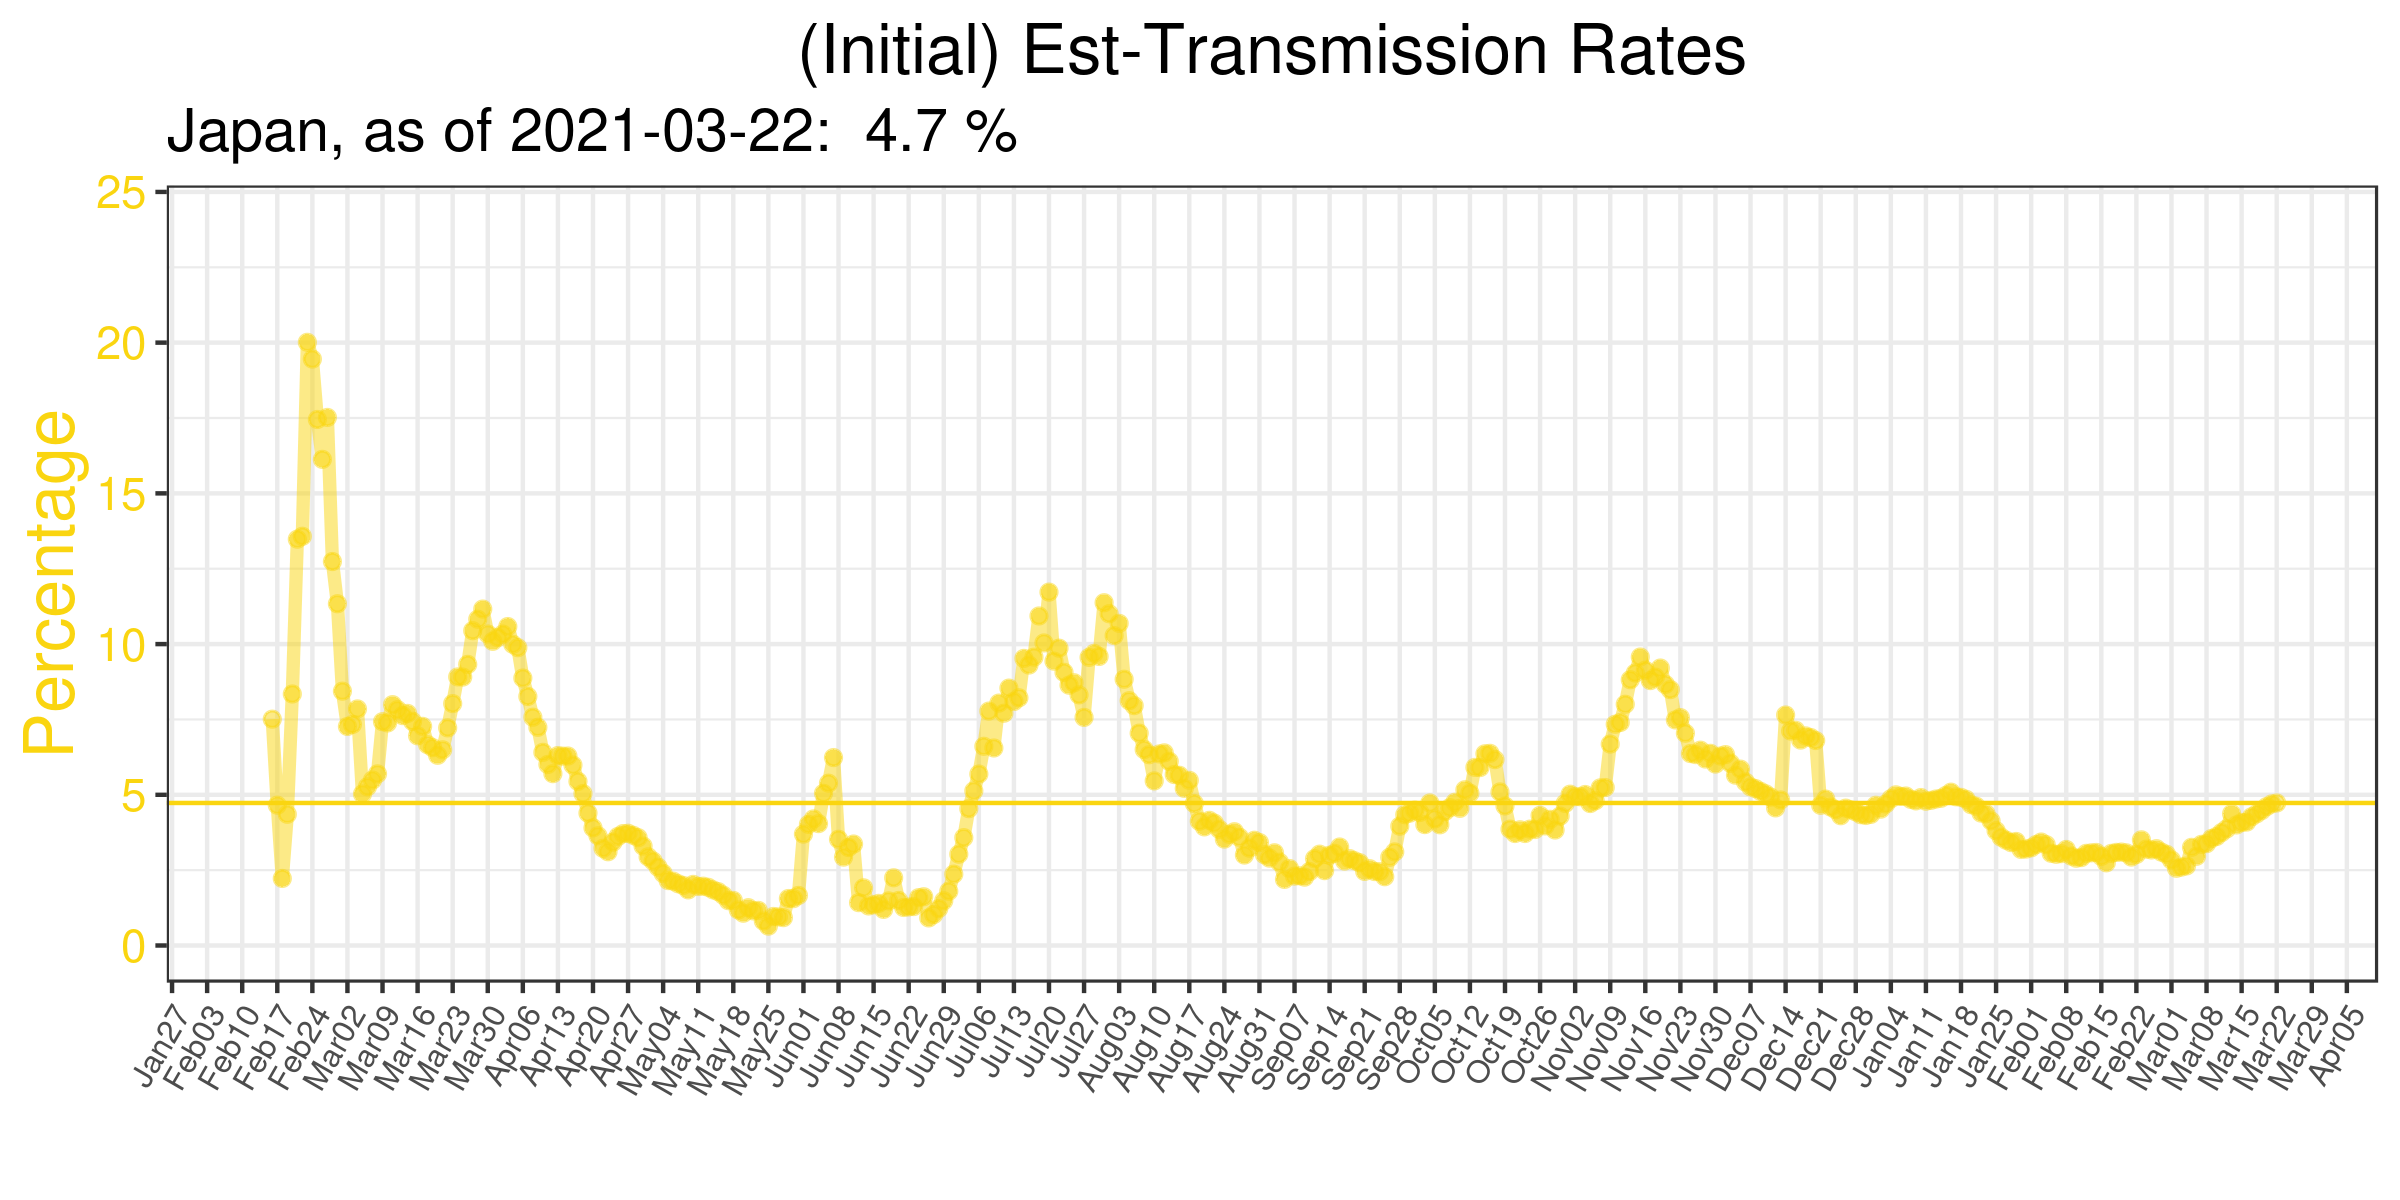 (Initial) Est-Transmission Rates
Japan, as of 2021-03-22:  4.7 %
Percentage
25
20
15
10
5
0
Jan27
Feb03
Feb10
Feb17
Feb24
Mar02
Mar09
Mar16
Mar23
Mar30
Apr06
Apr13
Apr20
Apr27
May04
May11
May18
May25
Jun01
Jun08
Jun15
Jun22
Jun29
Jul06
Jul13
Jul20
Jul27
Aug03
Aug10
Aug17
Aug24
Aug31
Sep07
Sep14
Sep21
Sep28
Oct05
Oct12
Oct19
Oct26
Nov02
Nov09
Nov16
Nov23
Nov30
Dec07
Dec14
Dec21
Dec28
Jan04
Jan11
Jan18
Jan25
Feb01
Feb08
Feb15
Feb22
Mar01
Mar08
Mar15
Mar22
Mar29
Apr05